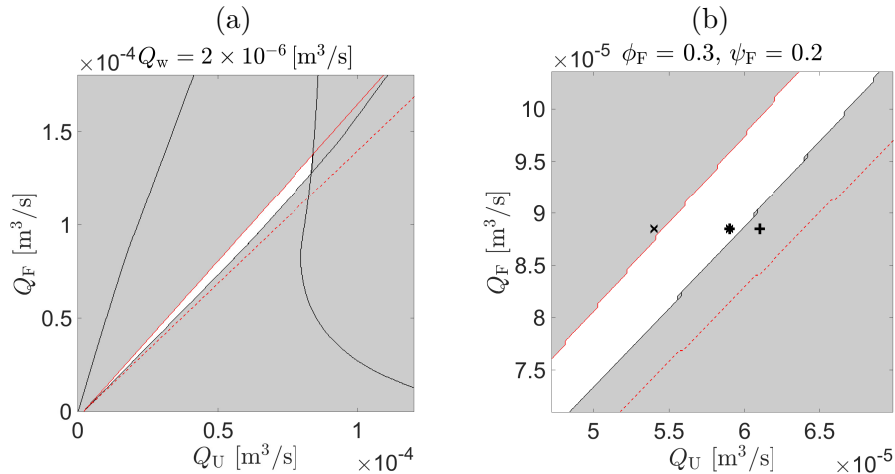 (a)
×10⁻⁴ Q_w = 2 × 10⁻⁶ [m³/s]
1.5
1
0.5
0
Q_F [m³/s]
0
0.5
1
Q_U [m³/s]
×10⁻⁴
(b)
×10⁻⁵ ϕ_F = 0.3, ψ_F = 0.2
10
9.5
9
8.5
8
7.5
Q_F [m³/s]
5
5.5
6
6.5
Q_U [m³/s]
×10⁻⁵